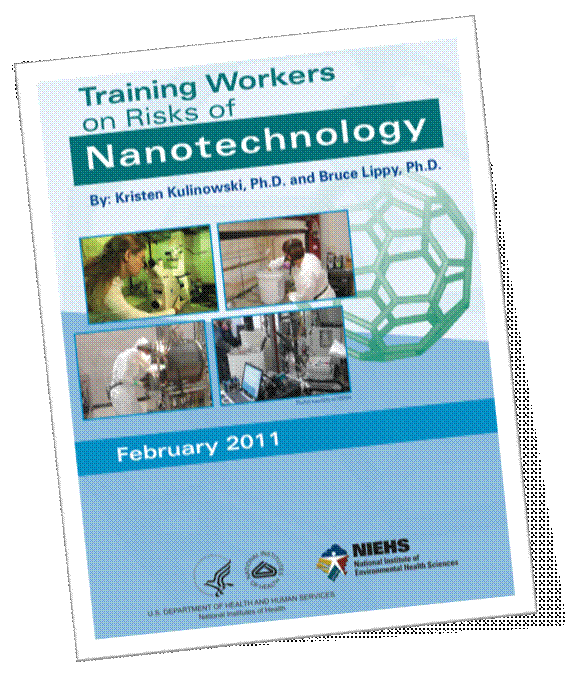 Training Workers
on Risks of
Nanotechnology
By: Kristen Kulinowski, Ph.D. and Bruce Lippy, Ph.D.
February 2011
NIEHS
National Institute of
Environmental Health Sciences
U.S. DEPARTMENT OF HEALTH AND HUMAN SERVICES
National Institutes of Health